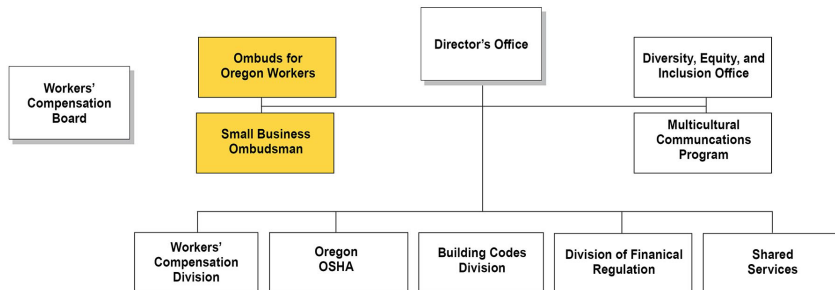 Director's Office
Ombuds for
Oregon Workers
Diversity, Equity, and
Inclusion Office
Workers'
Compensation
Board
Small Business
Ombudsman
Multicultural
Communcations
Program
Workers'
Compensation
Division
Oregon
OSHA
Building Codes
Division
Division of Finanical
Regulation
Shared
Services